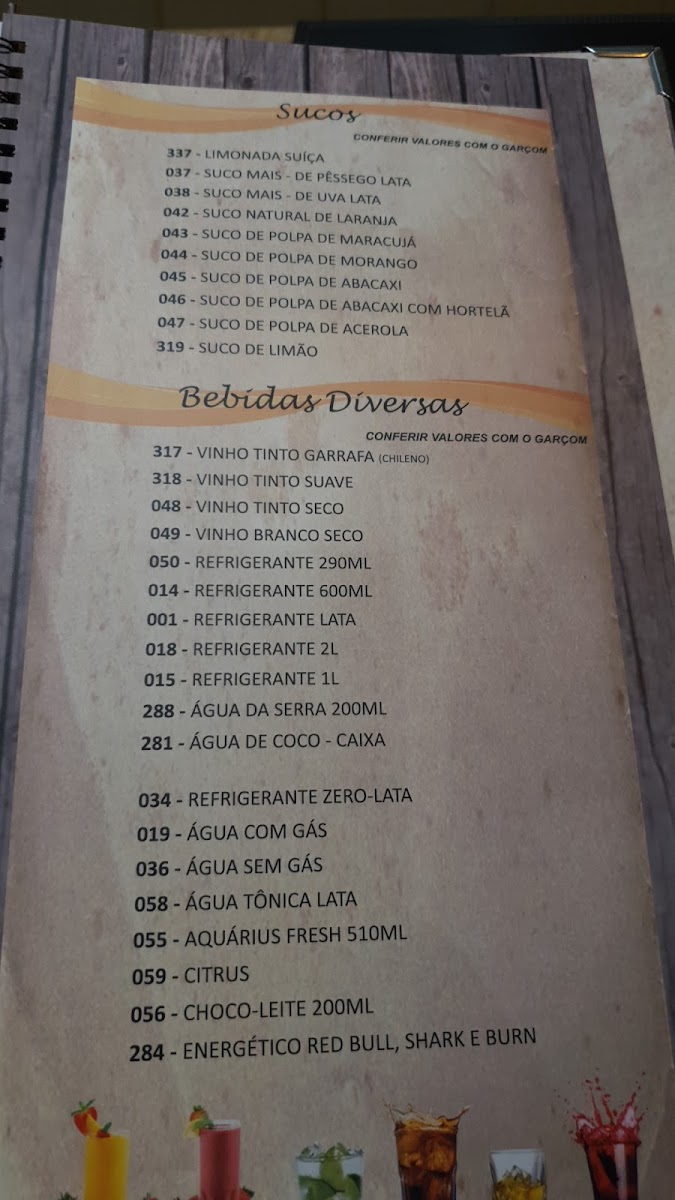 Sucos
CONFERIR VALORES COM O GARÇOM
337 - LIMONADA SUÍÇA
037 - SUCO MAIS - DE PÊSSEGO LATA
038 - SUCO MAIS - DE UVA LATA
042 - SUCO NATURAL DE LARANJA
043 - SUCO DE POLPA DE MARACUJÁ
044 - SUCO DE POLPA DE MORANGO
045 - SUCO DE POLPA DE ABACAXI
046 - SUCO DE POLPA DE ABACAXI COM HORTELÃ
047 - SUCO DE POLPA DE ACEROLA
319 - SUCO DE LIMÃO
Bebidas Diversas
CONFERIR VALORES COM O GARÇOM
317 - VINHO TINTO GARRAFA (CHILENO)
318 - VINHO TINTO SUAVE
048 - VINHO TINTO SECO
049 - VINHO BRANCO SECO
050 - REFRIGERANTE 290ML
014 - REFRIGERANTE 600ML
001 - REFRIGERANTE LATA
018 - REFRIGERANTE 2L
015 - REFRIGERANTE 1L
288 - ÁGUA DA SERRA 200ML
281 - ÁGUA DE COCO - CAIXA
034 - REFRIGERANTE ZERO-LATA
019 - ÁGUA COM GÁS
036 - ÁGUA SEM GÁS
058 - ÁGUA TÔNICA LATA
055 - AQUÁRIUS FRESH 510ML
059 - CITRUS
056 - CHOCO-LEITE 200ML
284 - ENERGÉTICO RED BULL, SHARK E BURN